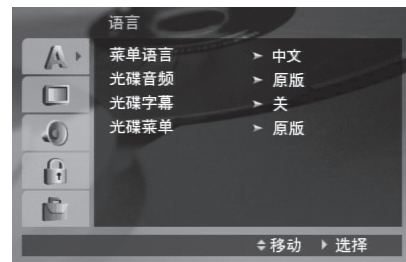 语言
菜单语言 ➢ 中文
光碟音频 ➢ 原版
光碟字幕 ➢ 关
光碟菜单 ➢ 原版
移动 选择